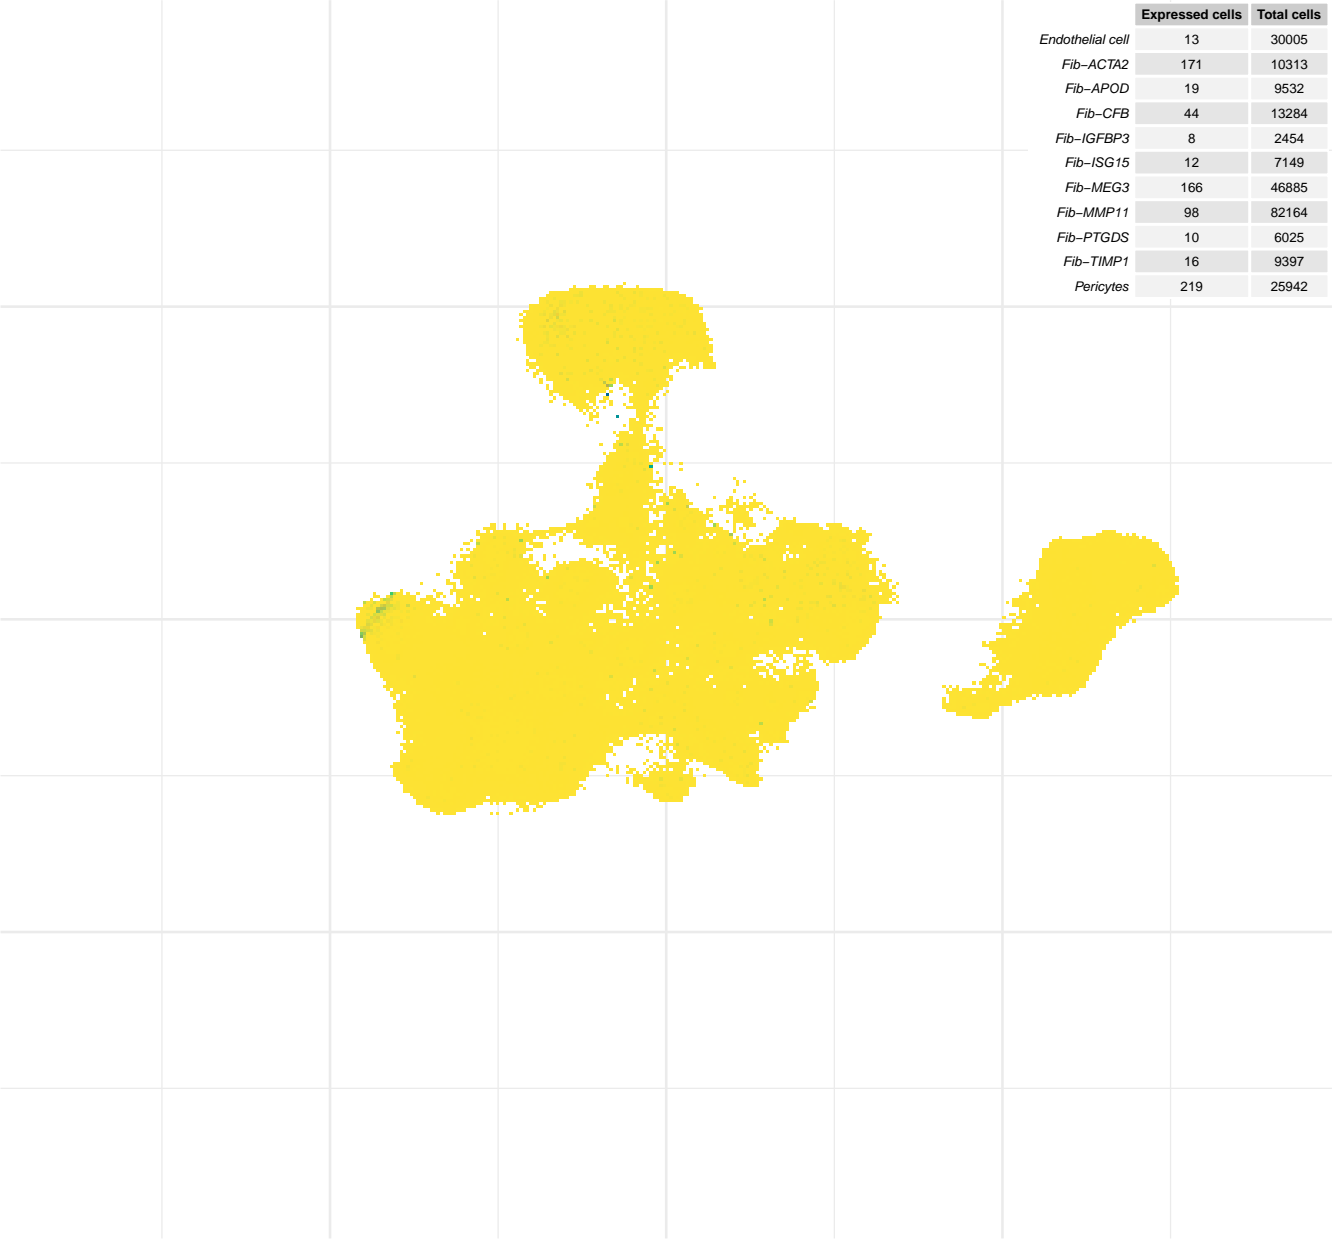 Expressed cells Total cells
Endothelial cell 13 30005
Fib−ACTA2 171 10313
Fib−APOD 19 9532
Fib−CFB 44 13284
Fib−IGFBP3 8 2454
Fib−ISG15 12 7149
Fib−MEG3 166 46885
Fib−MMP11 98 82164
Fib−PTGDS 10 6025
Fib−TIMP1 16 9397
Pericytes 219 25942